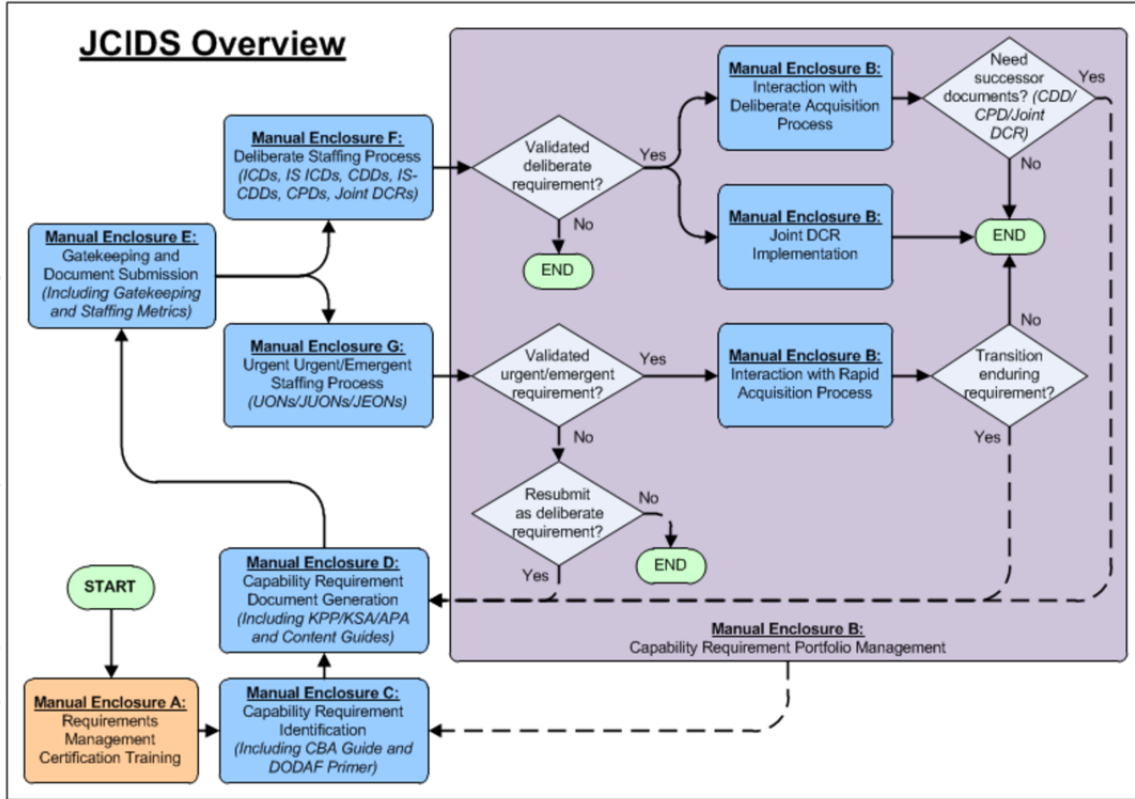 JCIDS Overview
Manual Enclosure F:
Deliberate Staffing Process
(ICDs, IS ICDs, CDDs, IS-
CDDs, CPDs, Joint DCRs)
Validated
deliberate
requirement?
Yes
No
END
Manual Enclosure B:
Interaction with
Deliberate Acquisition
Process
Need
successor
documents? (CDD/
CPD/Joint
DCR)
Yes
No
Manual Enclosure B:
Joint DCR
Implementation
END
Manual Enclosure E:
Gatekeeping and
Document Submission
(Including Gatekeeping
and Staffing Metrics)
Manual Enclosure G:
Urgent Urgent/Emergent
Staffing Process
(UONs/JUONs/JEONs)
Validated
urgent/emergent
requirement?
Yes
No
Manual Enclosure B:
Interaction with Rapid
Acquisition Process
No
Transition
enduring
requirement?
Yes
Resubmit
as deliberate
requirement?
No
END
Yes
START
Manual Enclosure D:
Capability Requirement
Document Generation
(Including KPP/KSA/APA
and Content Guides)
Manual Enclosure B:
Capability Requirement Portfolio Management
Manual Enclosure A:
Requirements
Management
Certification Training
Manual Enclosure C:
Capability Requirement
Identification
(Including CBA Guide and
DODAF Primer)